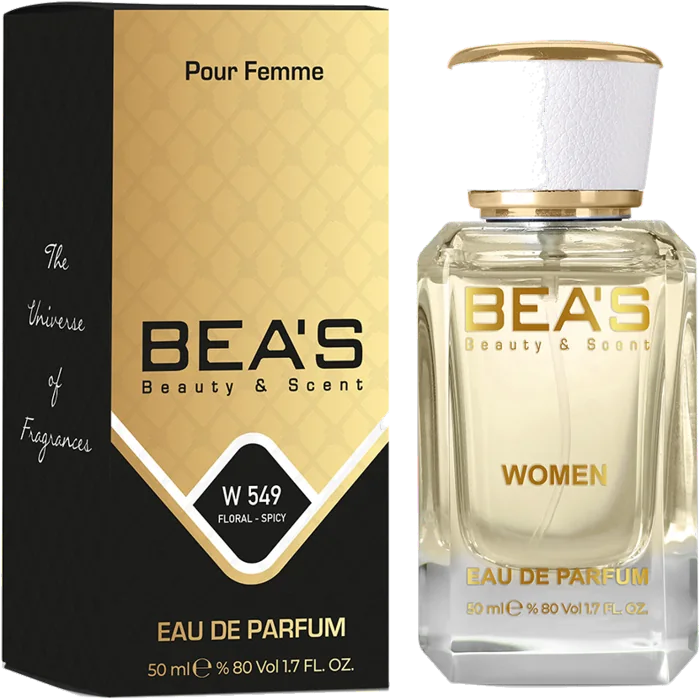 Pour Femme
The
Universe
of
Fragrances
BEA'S
Beauty & Scent
W 549
FLORAL - SPICY
EAU DE PARFUM
50 ml ℮ % 80 Vol 1.7 FL. OZ.
BEA'S
Beauty & Scent
WOMEN
EAU DE PARFUM
50 ml ℮ % 80 Vol 1.7 FL. OZ.